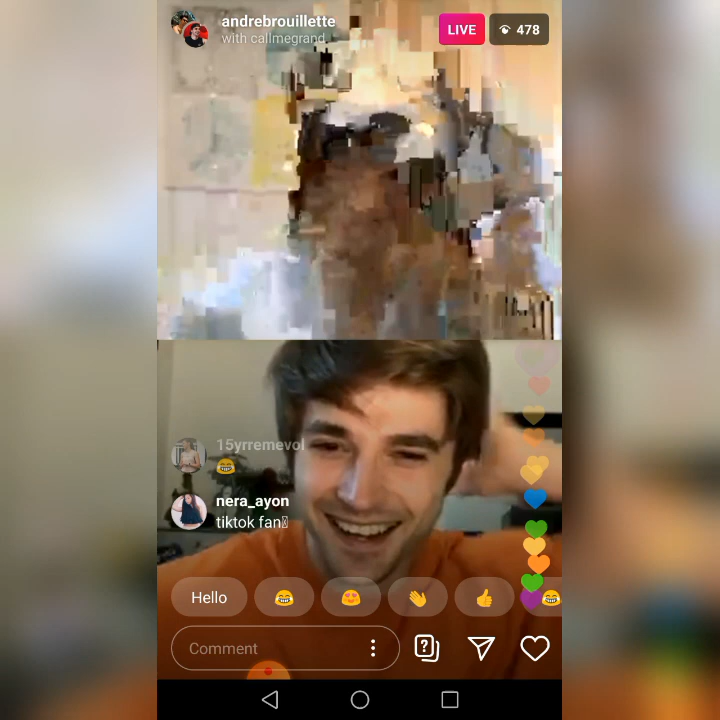 andrebrouillette
with callmegrand.
LIVE
478
15yrremevol
😂
nera_ayon
tiktok fan
Hello
Comment